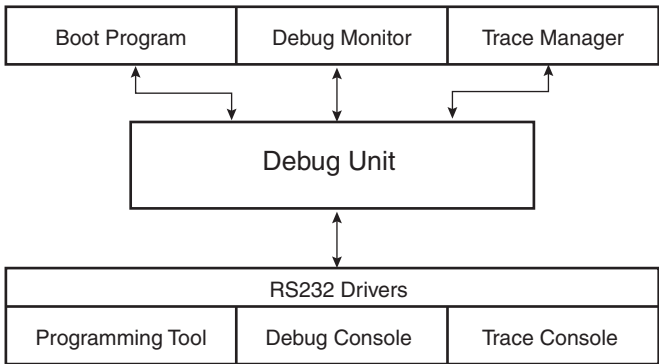 Boot Program
Debug Monitor
Trace Manager
Debug Unit
RS232 Drivers
Programming Tool
Debug Console
Trace Console